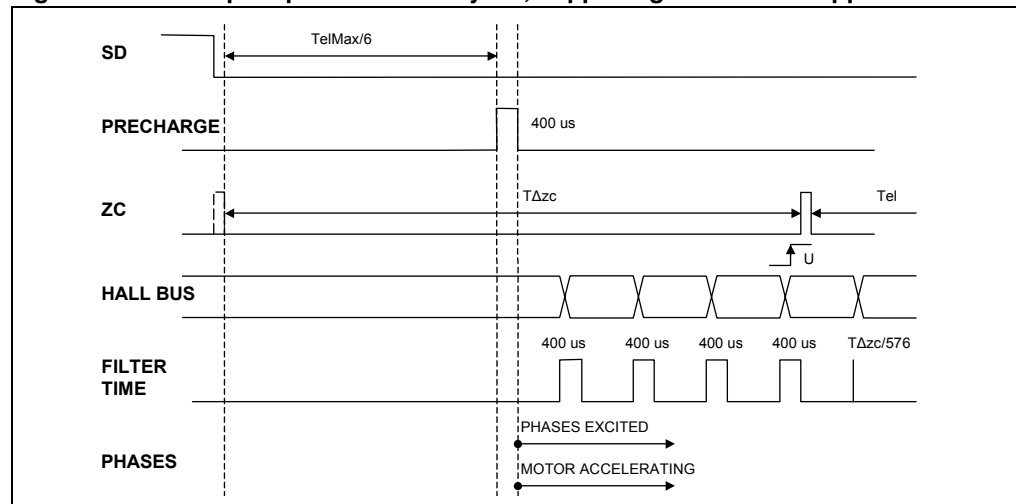 SD
TelMax/6
PRECHARGE
400 us
ZC
TΔzc
Tel
U
HALL BUS
400 us
400 us
400 us
400 us
TΔzc/576
FILTER
TIME
PHASES EXCITED
PHASES
MOTOR ACCELERATING